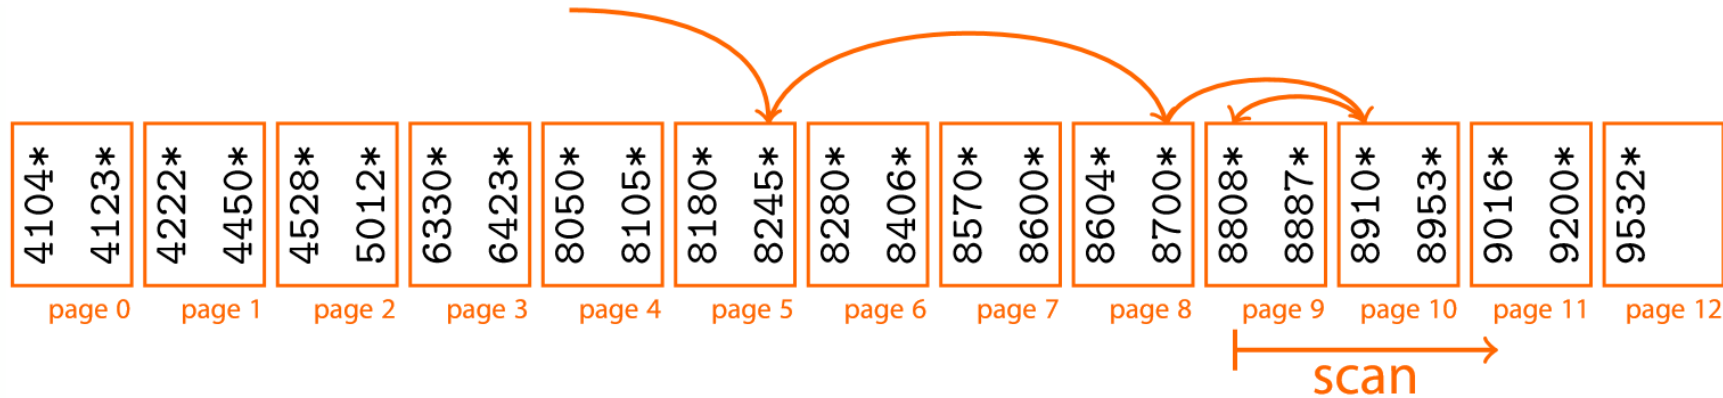 4104* 4123* 4222* 4450* 4528* 5012* 6330* 6423* 8050* 8105* 8180* 8245* 8280* 8406* 8570* 8600* 8604* 8700* 8808* 8887* 8910* 8953* 9016* 9200* 9532*
page 0 page 1 page 2 page 3 page 4 page 5 page 6 page 7 page 8 page 9 page 10 page 11 page 12
scan